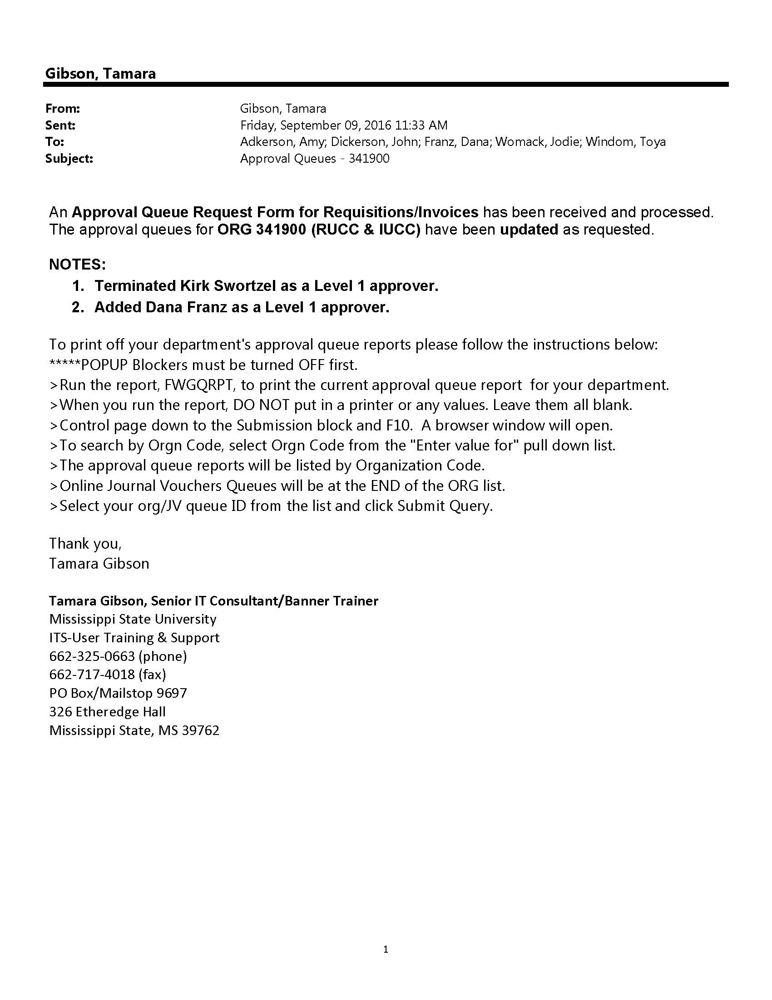 Gibson, Tamara
From: Gibson, Tamara
Sent: Friday, September 09, 2016 11:33 AM
To: Adkerson, Amy; Dickerson, John; Franz, Dana; Womack, Jodie; Windom, Toya
Subject: Approval Queues - 341900
An Approval Queue Request Form for Requisitions/Invoices has been received and processed.
The approval queues for ORG 341900 (RUCC & IUCC) have been updated as requested.
NOTES:
1. Terminated Kirk Swortzel as a Level 1 approver.
2. Added Dana Franz as a Level 1 approver.
To print off your department's approval queue reports please follow the instructions below:
*****POPUP Blockers must be turned OFF first.
>Run the report, FWGQRPT, to print the current approval queue report  for your department.
>When you run the report, DO NOT put in a printer or any values. Leave them all blank.
>Control page down to the Submission block and F10.  A browser window will open.
>To search by Orgn Code, select Orgn Code from the "Enter value for" pull down list.
>The approval queue reports will be listed by Organization Code.
>Online Journal Vouchers Queues will be at the END of the ORG list.
>Select your org/JV queue ID from the list and click Submit Query.
Thank you,
Tamara Gibson
Tamara Gibson, Senior IT Consultant/Banner Trainer
Mississippi State University
ITS-User Training & Support
662-325-0663 (phone)
662-717-4018 (fax)
PO Box/Mailstop 9697
326 Etheredge Hall
Mississippi State, MS 39762
1